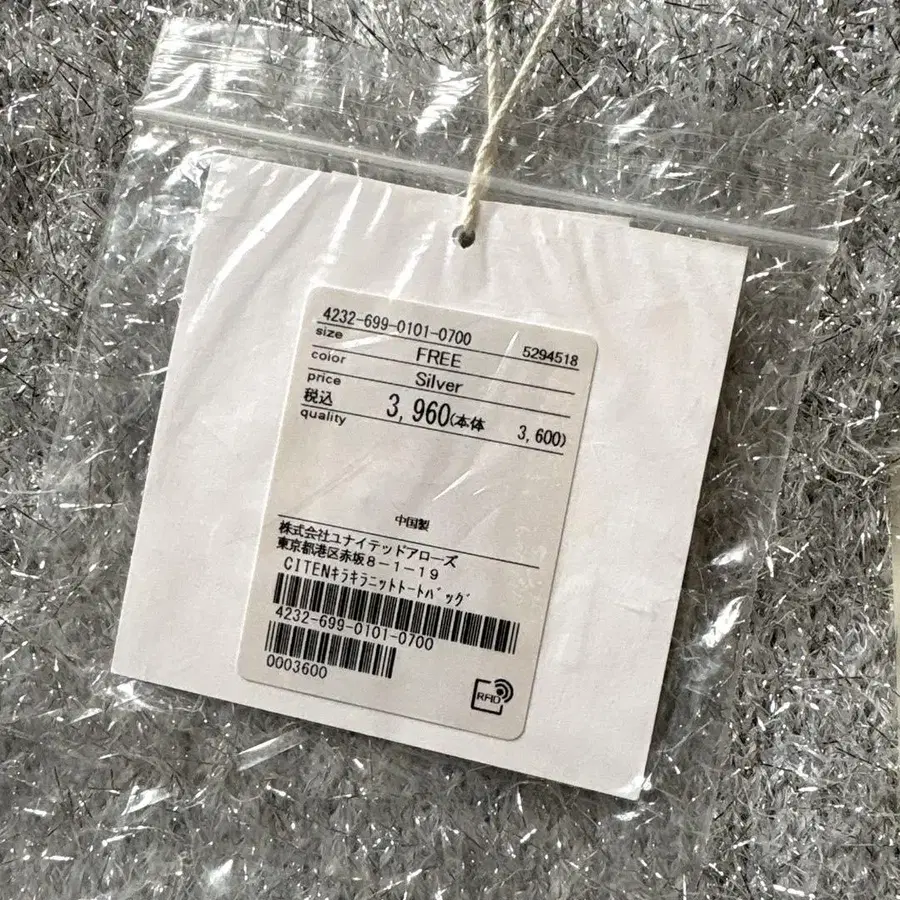 4232-699-0101-0700
size FREE 5294518
color Silver
price
税込 3,960(本体 3,600)
quality
中国製
株式会社ユナイテッドアローズ
東京都港区赤坂8-1-19
CITENキラキラニットトートバッグ
4232-699-0101-0700
0003600
RFID